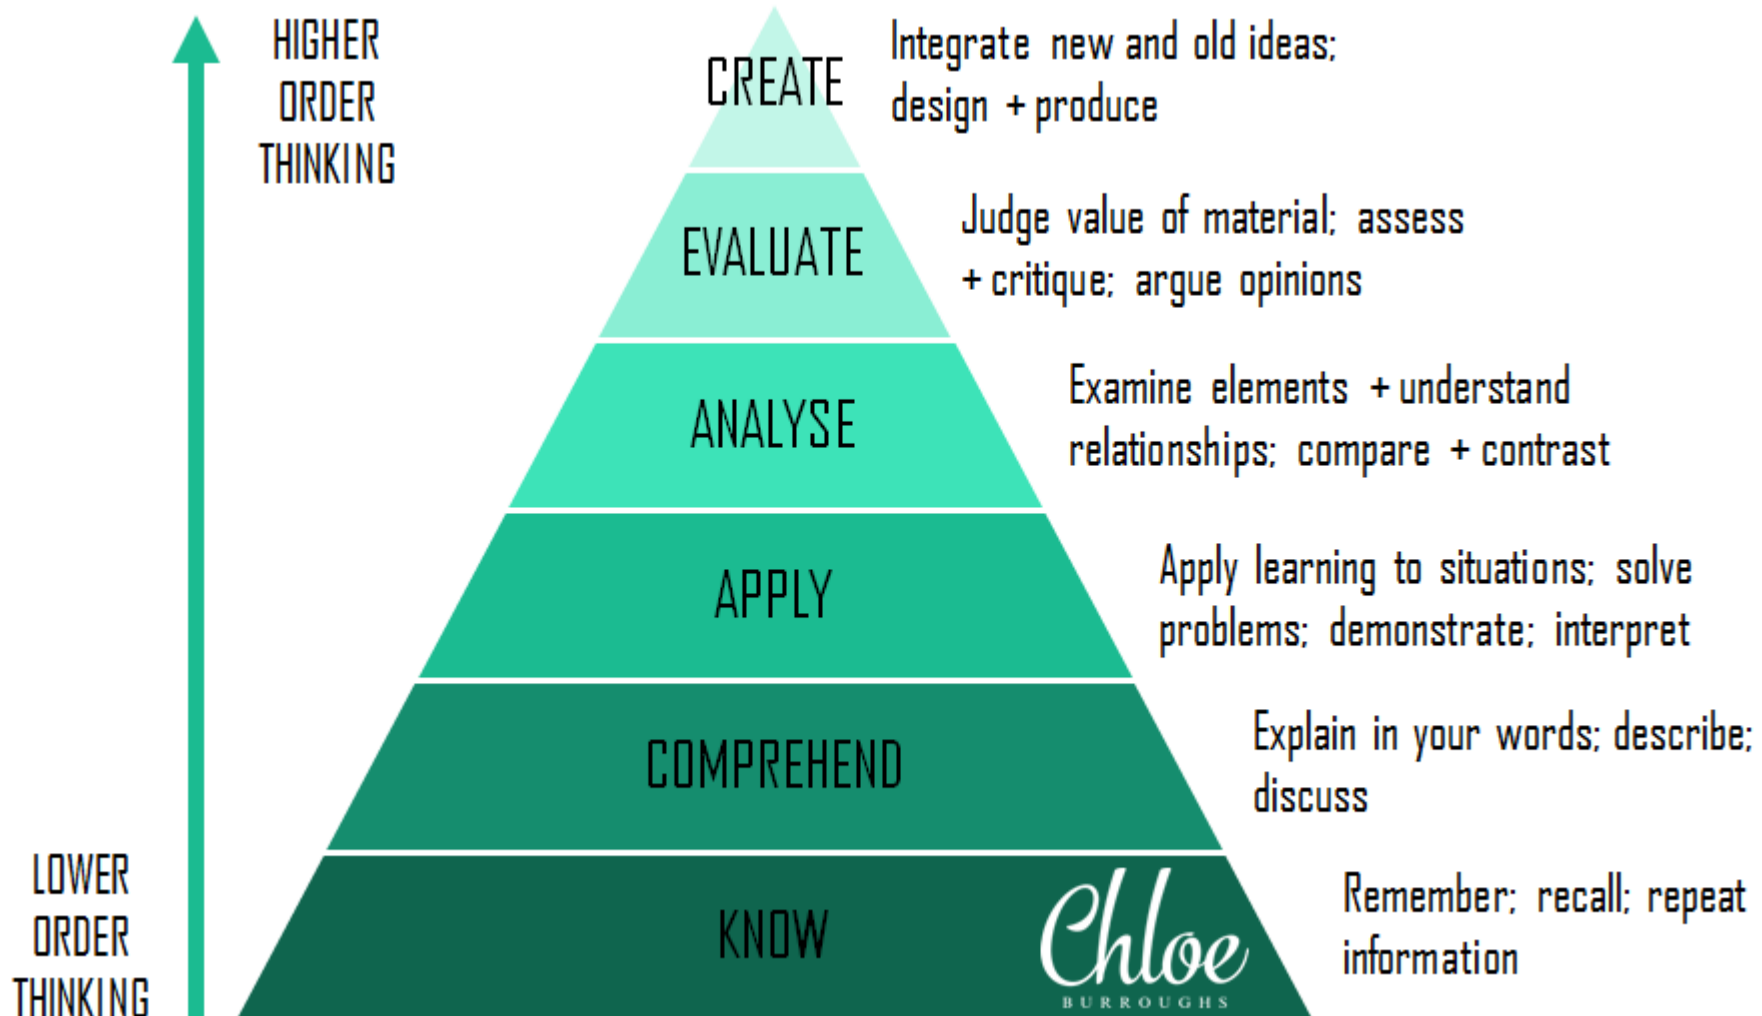 HIGHER
ORDER
THINKING
CREATE
Integrate new and old ideas;
design + produce
EVALUATE
Judge value of material; assess
+ critique; argue opinions
ANALYSE
Examine elements + understand
relationships; compare + contrast
APPLY
Apply learning to situations; solve
problems; demonstrate; interpret
COMPREHEND
Explain in your words; describe;
discuss
LOWER
ORDER
THINKING
KNOW
Chloe
BURROUGHS
Remember; recall; repeat
information